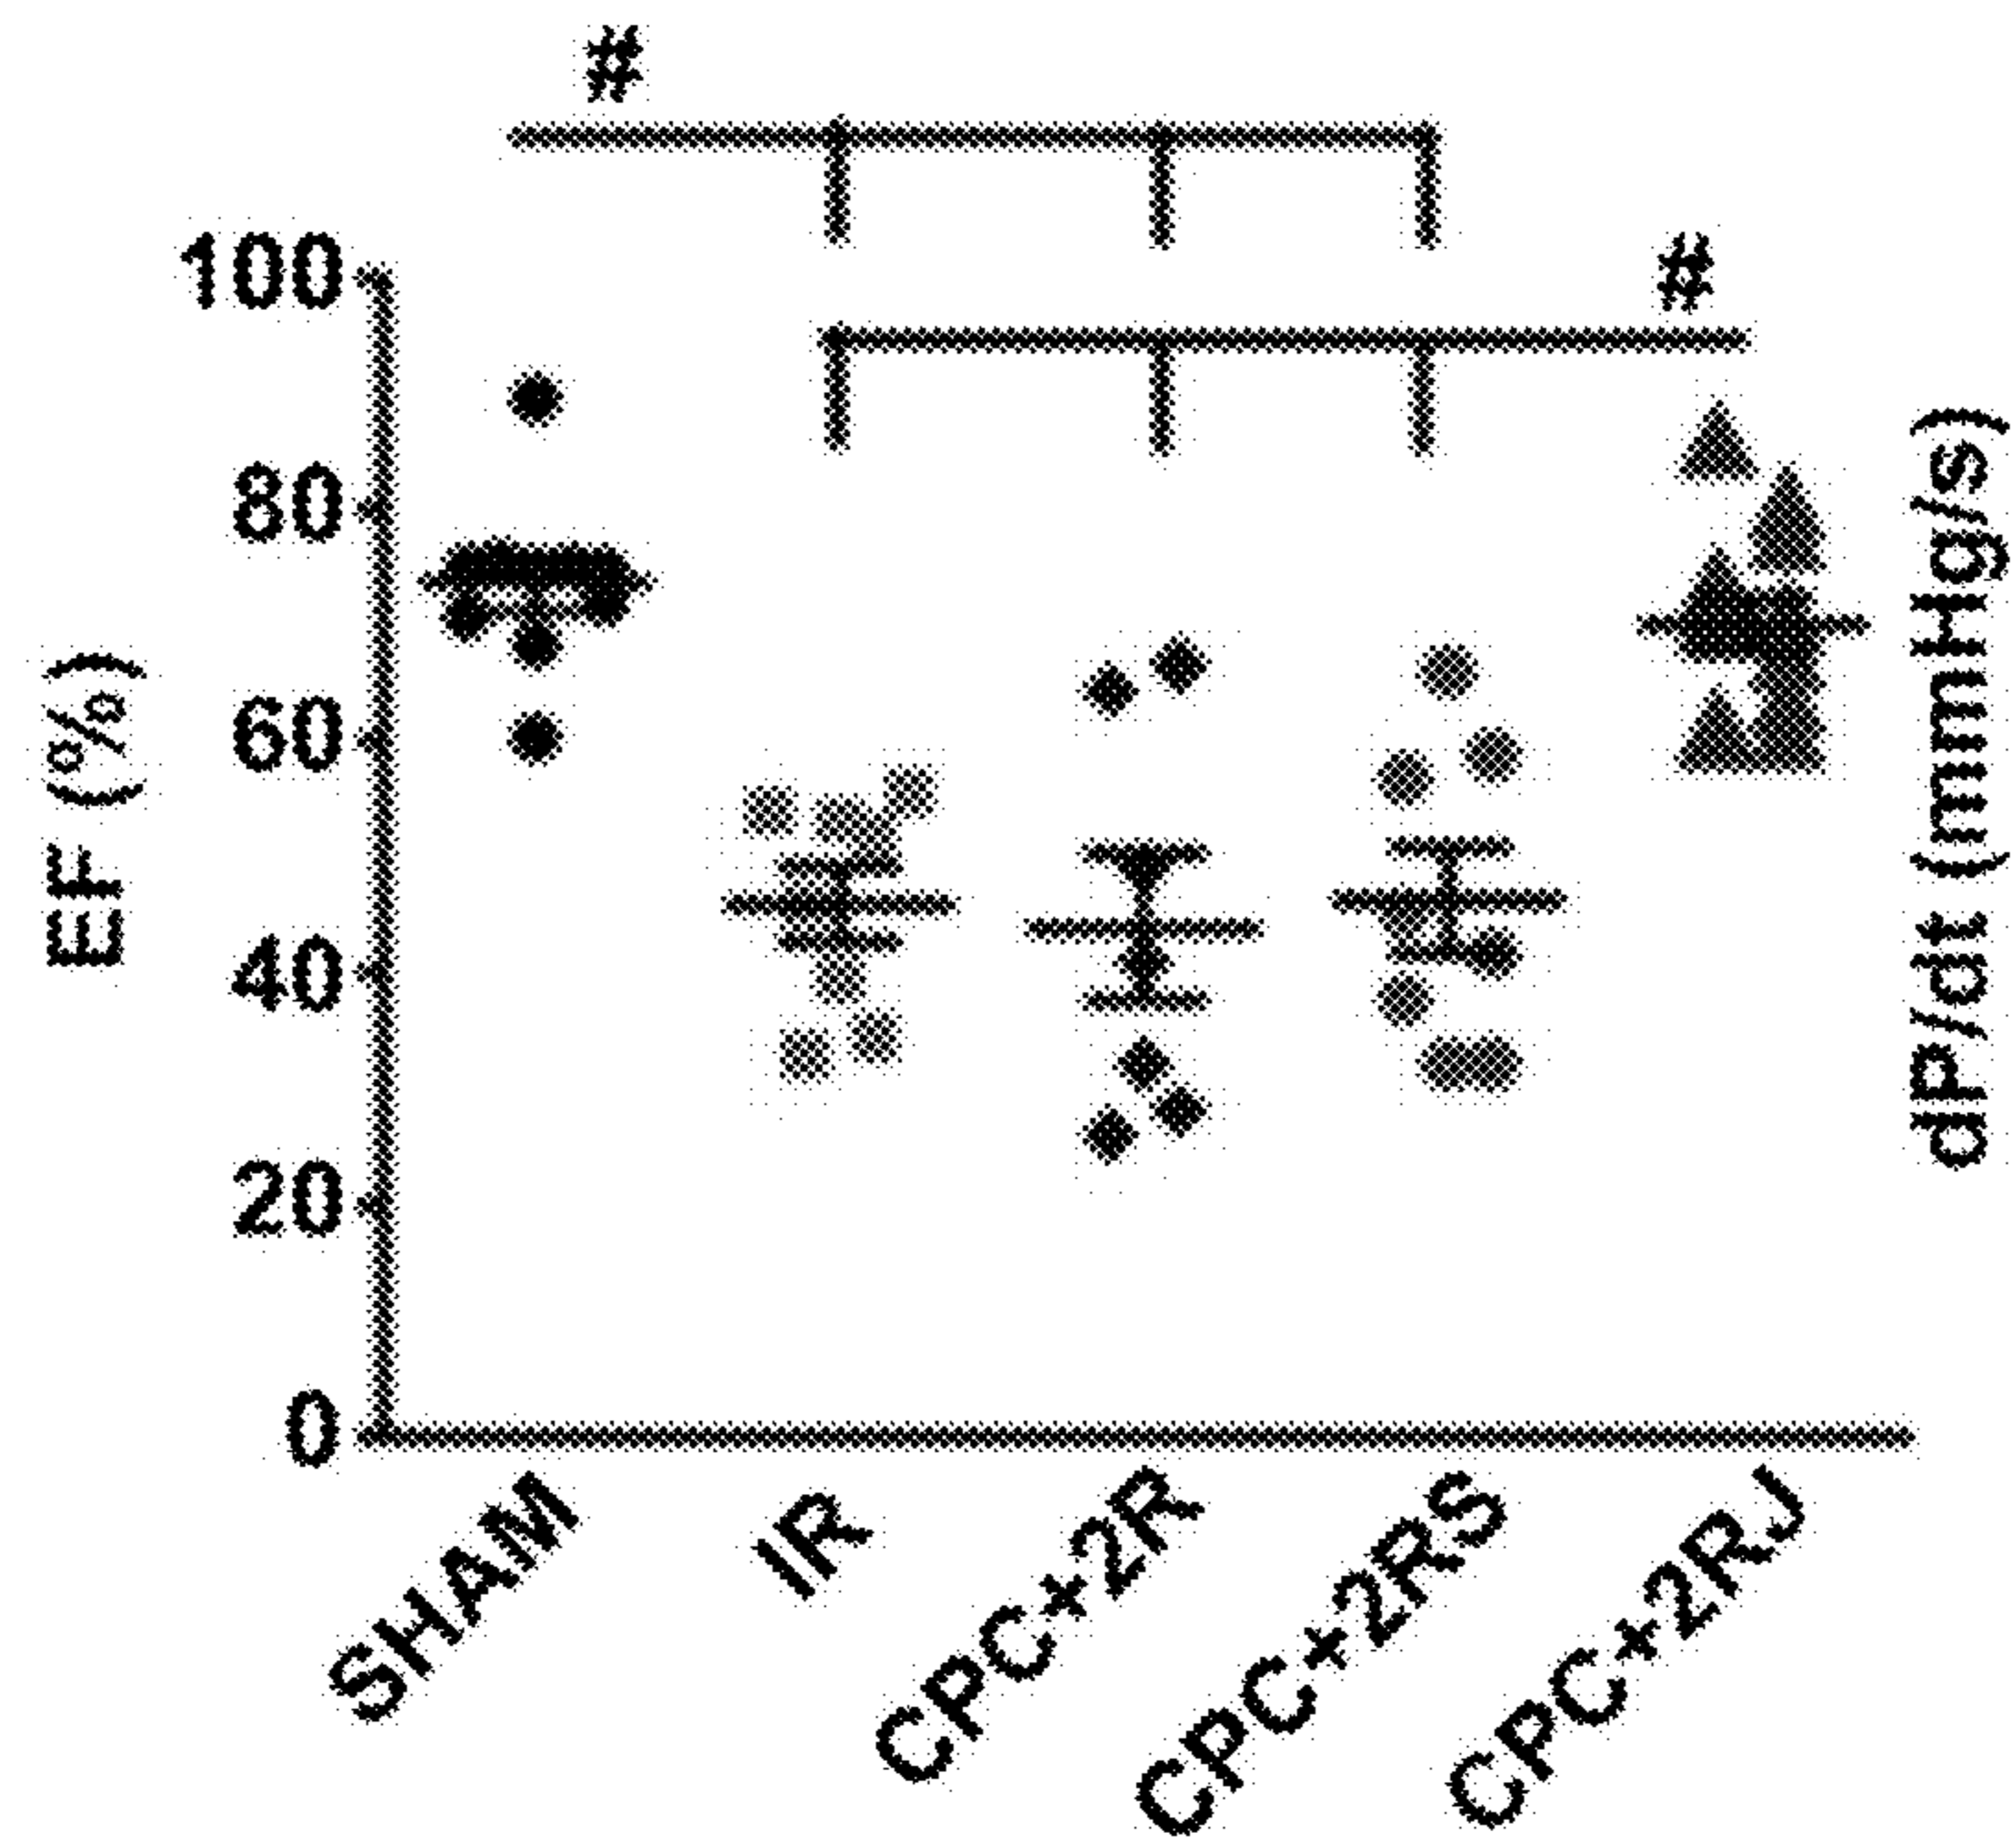 #
#
100
80
60
40
20
0
EF (%)
dP/dt (mmHg/s)
SHAM
IR
CPC+2R
CPC+2RS
CPC+2RJ